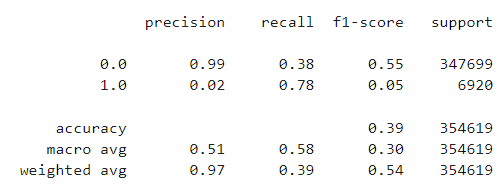 precision recall f1-score support
0.0 0.99 0.38 0.55 347699
1.0 0.02 0.78 0.05 6920
accuracy 0.39 354619
macro avg 0.51 0.58 0.30 354619
weighted avg 0.97 0.39 0.54 354619